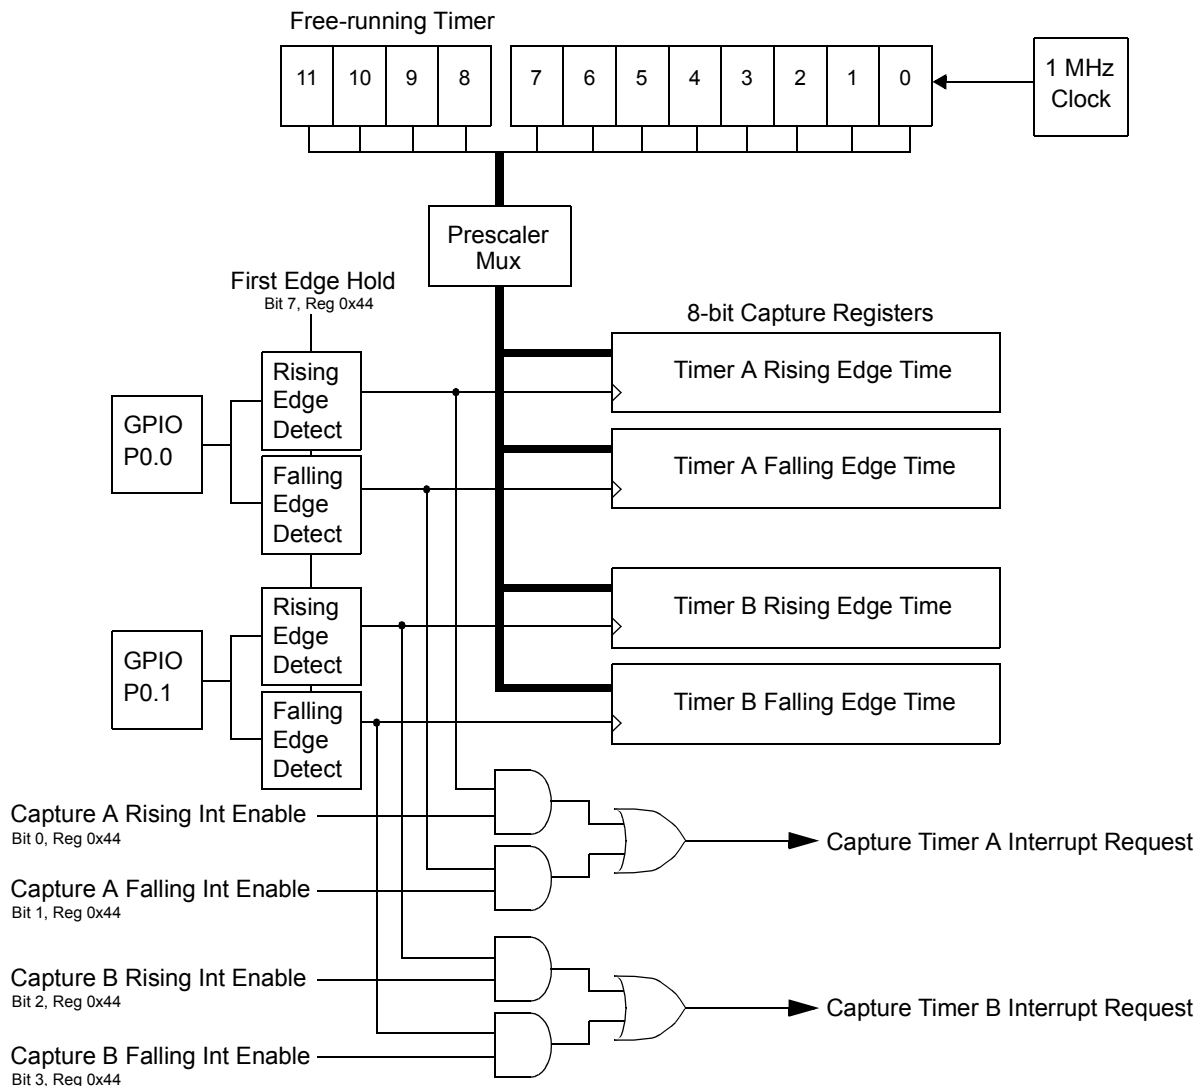 Free-running Timer
11 10 9 8 7 6 5 4 3 2 1 0
1 MHz
Clock
Prescaler
Mux
First Edge Hold
Bit 7, Reg 0x44
8-bit Capture Registers
Rising
Edge
Detect
Timer A Rising Edge Time
GPIO
P0.0
Falling
Edge
Detect
Timer A Falling Edge Time
Rising
Edge
Detect
Timer B Rising Edge Time
GPIO
P0.1
Falling
Edge
Detect
Timer B Falling Edge Time
Capture A Rising Int Enable
Bit 0, Reg 0x44
Capture Timer A Interrupt Request
Capture A Falling Int Enable
Bit 1, Reg 0x44
Capture B Rising Int Enable
Bit 2, Reg 0x44
Capture Timer B Interrupt Request
Capture B Falling Int Enable
Bit 3, Reg 0x44